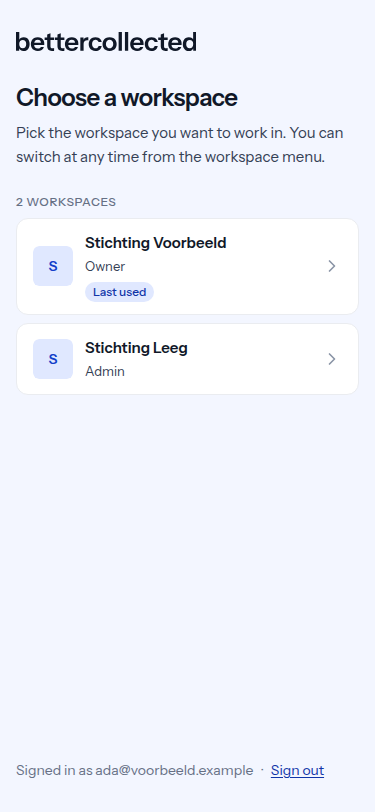 bettercollected
Choose a workspace
Pick the workspace you want to work in. You can
switch at any time from the workspace menu.
2 WORKSPACES
S
Stichting Voorbeeld
Owner
Last used
S
Stichting Leeg
Admin
Signed in as ada@voorbeeld.example · Sign out